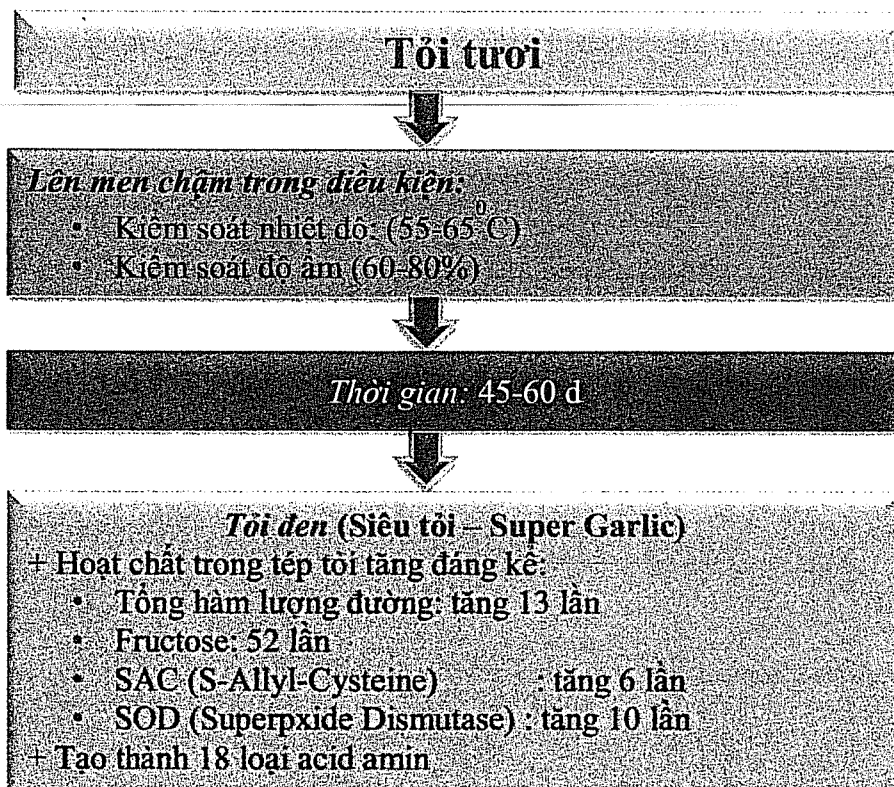 Tỏi tươi
Lên men chậm trong điều kiện:
• Kiểm soát nhiệt độ: (55-65⁰C)
• Kiểm soát độ ẩm (60-80%)
Thời gian: 45-60 d
Tỏi đen (Siêu tỏi – Super Garlic)
+ Hoạt chất trong tép tỏi tăng đáng kể:
• Tổng hàm lượng đường: tăng 13 lần
• Fructose: 52 lần
• SAC (S-Allyl-Cysteine) : tăng 6 lần
• SOD (Superpxide Dismutase) : tăng 10 lần
+ Tạo thành 18 loại acid amin